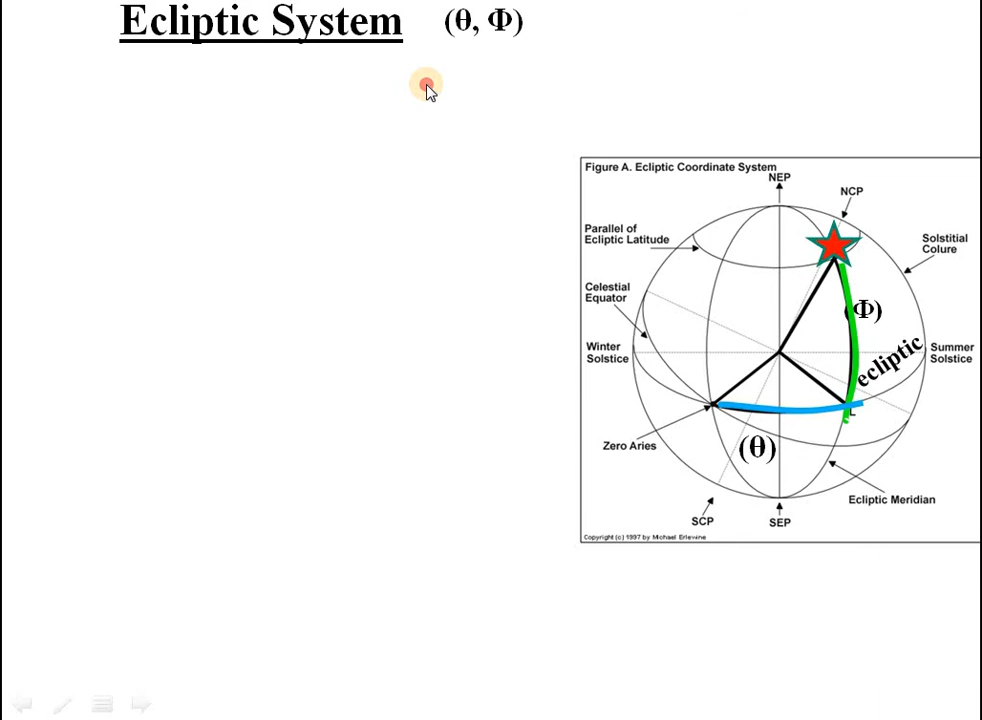 Ecliptic System (θ, Φ)
Figure A. Ecliptic Coordinate System
NEP
NCP
Parallel of
Ecliptic Latitude
Solstitial
Colure
Celestial
Equator
(Φ)
Winter
Solstice
ecliptic
Summer
Solstice
L
Zero Aries
(θ)
Ecliptic Meridian
SCP
SEP
Copyright (c) 1997 by Michael Erlewine